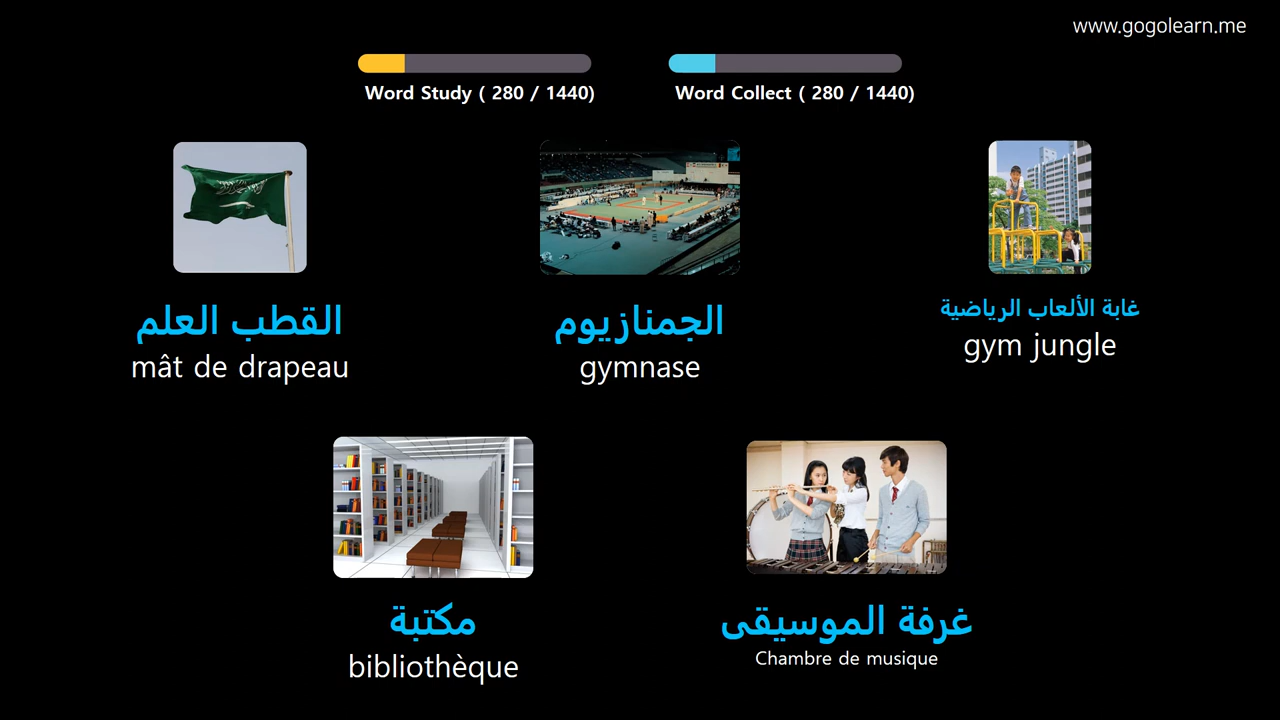 www.gogolearn.me
Word Study ( 280 / 1440)
Word Collect ( 280 / 1440)
القطب العلم
mât de drapeau
الجمنازيوم
gymnase
غابة الألعاب الرياضية
gym jungle
مكتبة
bibliothèque
غرفة الموسيقى
Chambre de musique